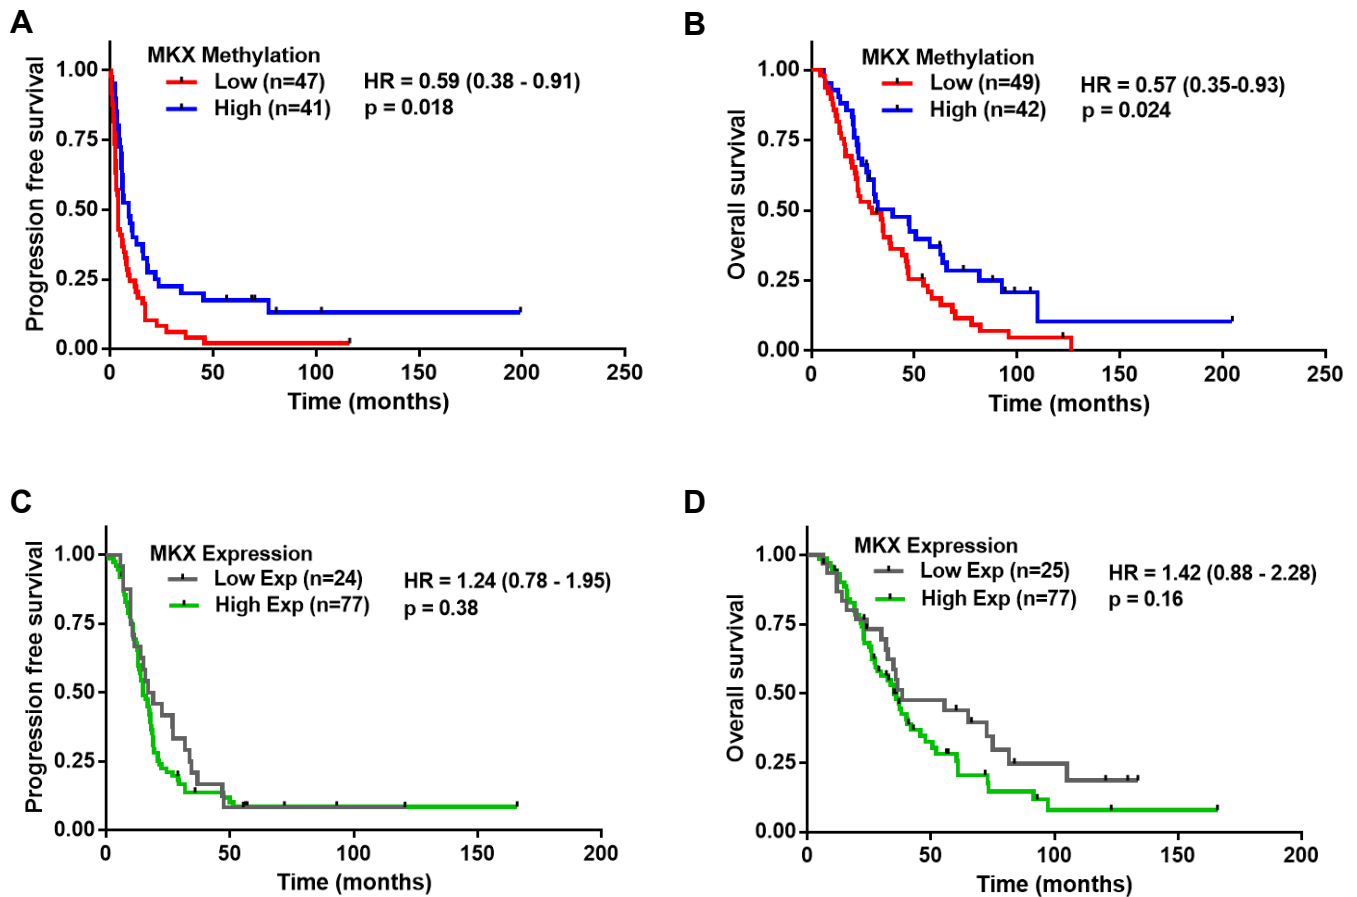 A
MKX Methylation
Low (n=47)
High (n=41)
HR = 0.59 (0.38 - 0.91)
p = 0.018
Progression free survival
1.00
0.75
0.50
0.25
0.00
0 50 100 150 200 250
Time (months)
B
MKX Methylation
Low (n=49)
High (n=42)
HR = 0.57 (0.35-0.93)
p = 0.024
Overall survival
1.00
0.75
0.50
0.25
0.00
0 50 100 150 200 250
Time (months)
C
MKX Expression
Low Exp (n=24)
High Exp (n=77)
HR = 1.24 (0.78 - 1.95)
p = 0.38
Progression free survival
1.00
0.75
0.50
0.25
0.00
0 50 100 150 200
Time (months)
D
MKX Expression
Low Exp (n=25)
High Exp (n=77)
HR = 1.42 (0.88 - 2.28)
p = 0.16
Overall survival
1.00
0.75
0.50
0.25
0.00
0 50 100 150 200
Time (months)